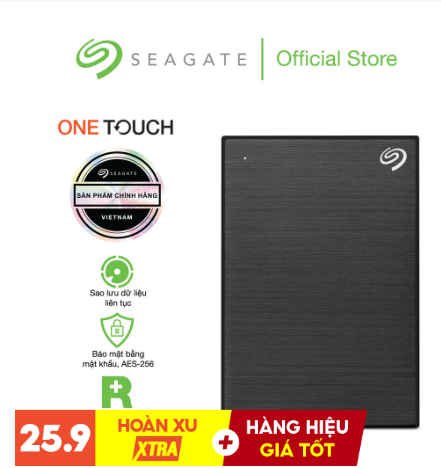 SEAGATE
Official Store
ONE TOUCH
SEAGATE
SẢN PHẨM CHÍNH HÃNG
VIETNAM
Sao lưu dữ liệu
liên tục
Bảo mật bằng
mật khẩu, AES-256
R
25.9
HOÀN XU
XTRA
+
HÀNG HIỆU
GIÁ TỐT